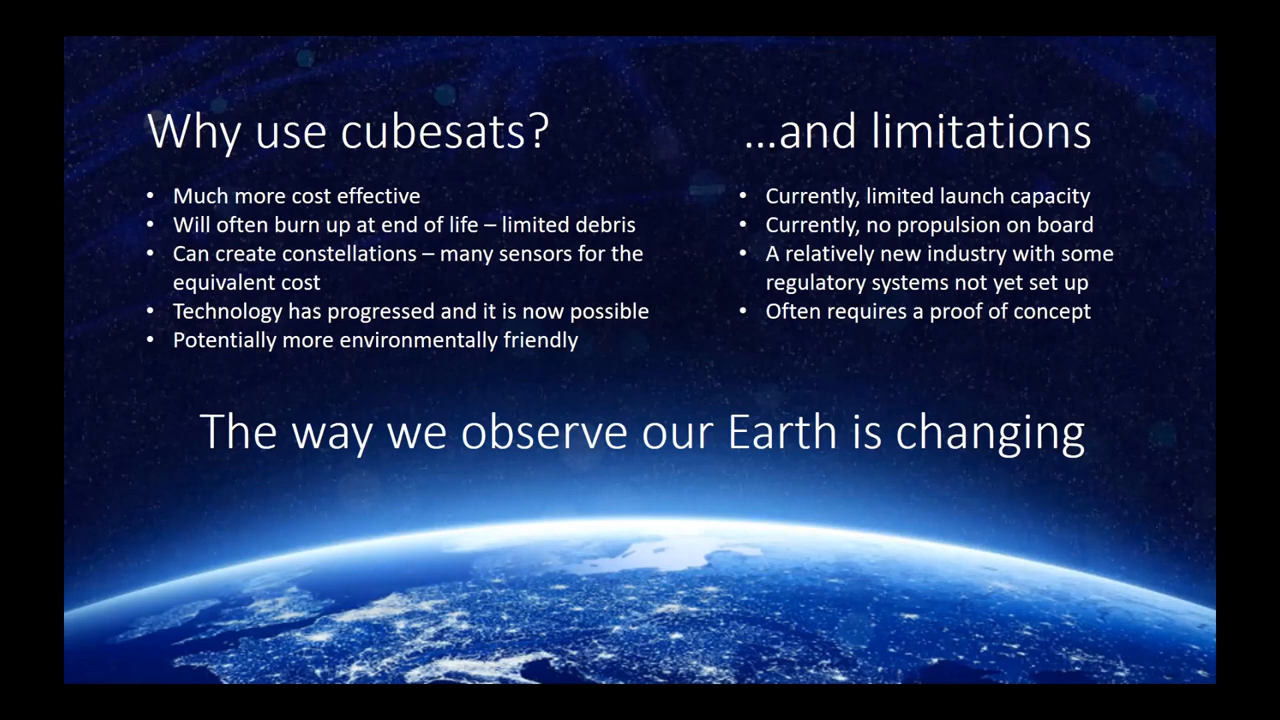 Why use cubesats?
• Much more cost effective
• Will often burn up at end of life – limited debris
• Can create constellations – many sensors for the
equivalent cost
• Technology has progressed and it is now possible
• Potentially more environmentally friendly
...and limitations
• Currently, limited launch capacity
• Currently, no propulsion on board
• A relatively new industry with some
regulatory systems not yet set up
• Often requires a proof of concept
The way we observe our Earth is changing